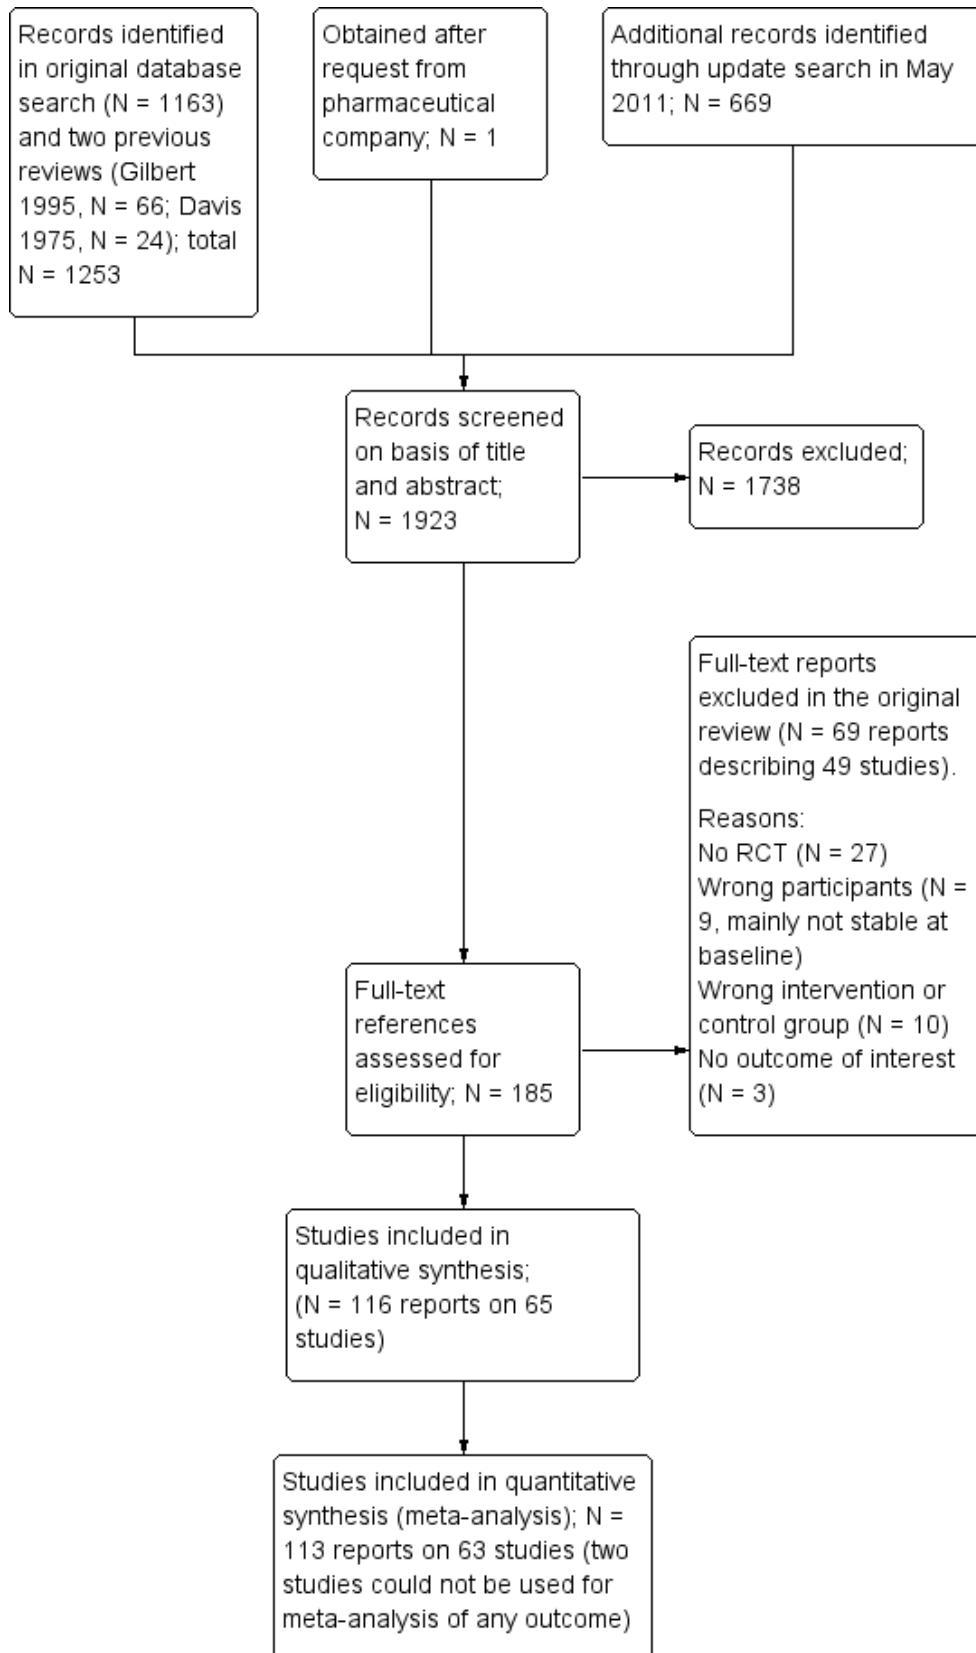 Records identified
in original database
search (N = 1163)
and two previous
reviews (Gilbert
1995, N = 66; Davis
1975, N = 24); total
N = 1253
Obtained after
request from
pharmaceutical
company; N = 1
Additional records identified
through update search in May
2011; N = 669
Records screened
on basis of title
and abstract;
N = 1923
Records excluded;
N = 1738
Full-text reports
excluded in the original
review (N = 69 reports
describing 49 studies).
Reasons:
No RCT (N = 27)
Wrong participants (N =
9, mainly not stable at
baseline)
Wrong intervention or
control group (N = 10)
No outcome of interest
(N = 3)
Full-text
references
assessed for
eligibility; N = 185
Studies included in
qualitative synthesis;
(N = 116 reports on 65
studies)
Studies included in quantitative
synthesis (meta-analysis); N =
113 reports on 63 studies (two
studies could not be used for
meta-analysis of any outcome)